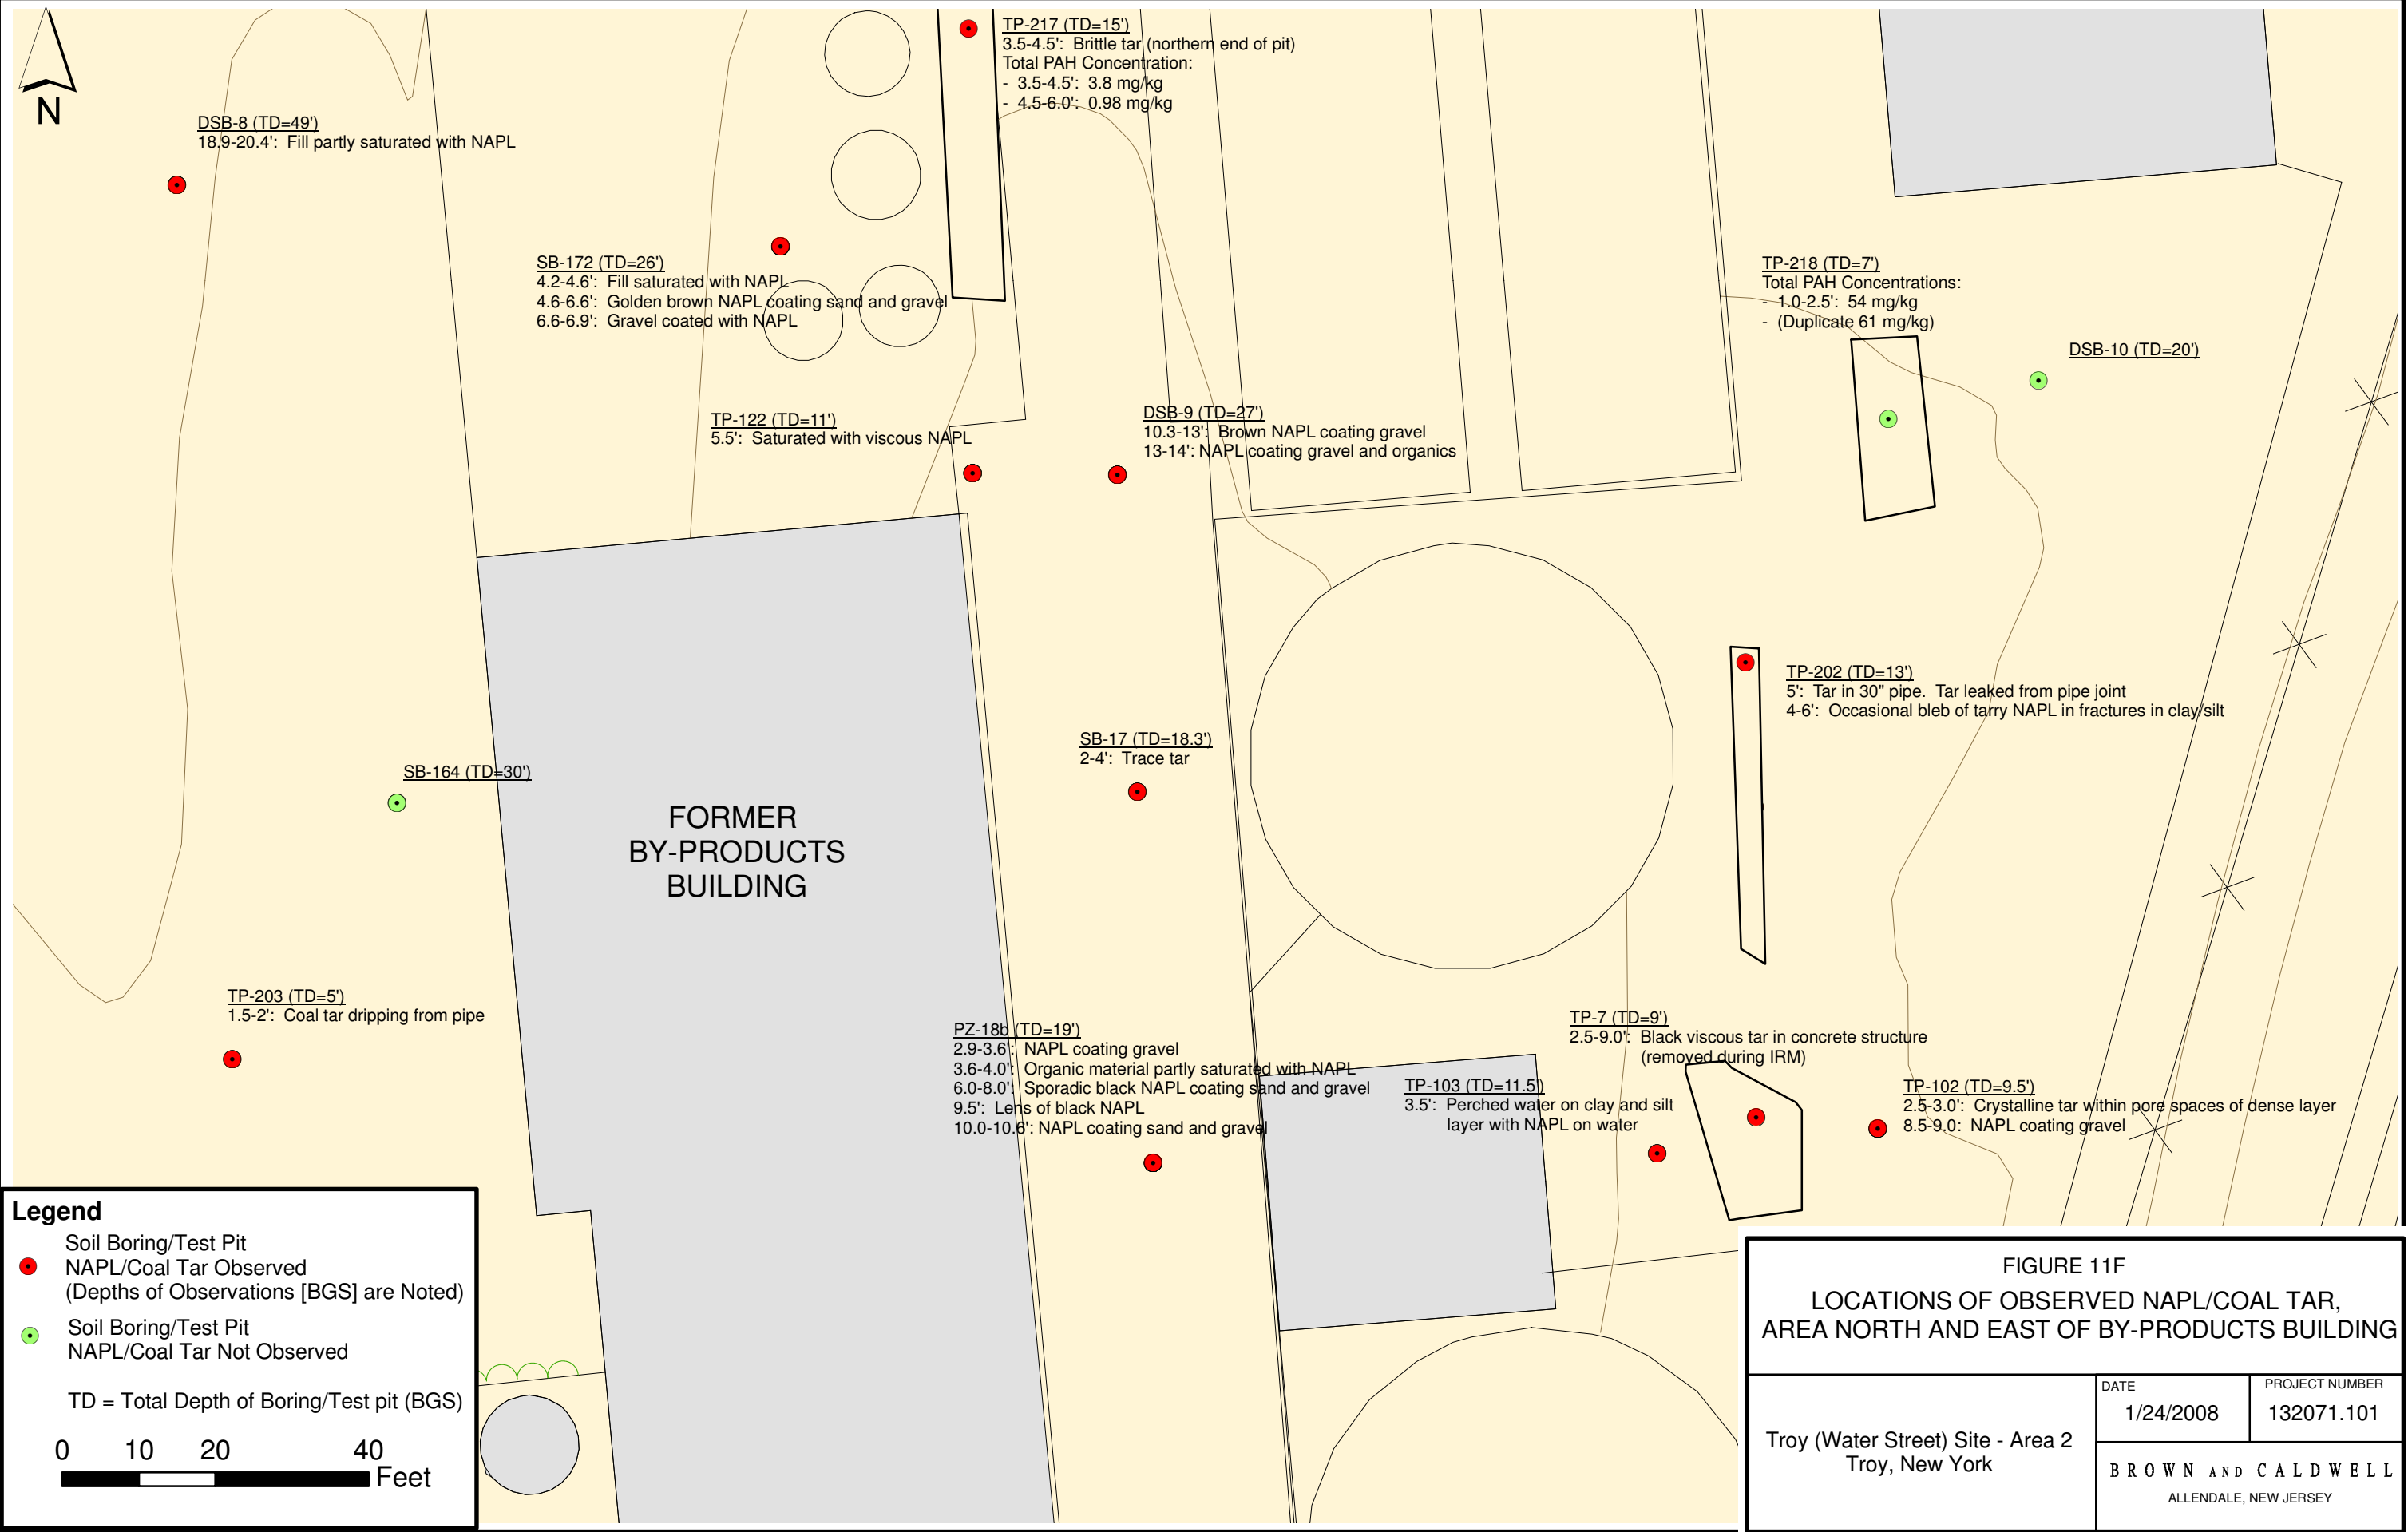 N
TP-217 (TD=15')
3.5-4.5': Brittle tar (northern end of pit)
Total PAH Concentration:
- 3.5-4.5': 3.8 mg/kg
- 4.5-6.0': 0.98 mg/kg
DSB-8 (TD=49')
18.9-20.4': Fill partly saturated with NAPL
SB-172 (TD=26')
4.2-4.6': Fill saturated with NAPL
4.6-6.6': Golden brown NAPL coating sand and gravel
6.6-6.9': Gravel coated with NAPL
TP-218 (TD=7')
Total PAH Concentrations:
- 1.0-2.5': 54 mg/kg
- (Duplicate 61 mg/kg)
DSB-10 (TD=20')
TP-122 (TD=11')
5.5': Saturated with viscous NAPL
DSB-9 (TD=27')
10.3-13': Brown NAPL coating gravel
13-14': NAPL coating gravel and organics
TP-202 (TD=13')
5': Tar in 30" pipe. Tar leaked from pipe joint
4-6': Occasional bleb of tarry NAPL in fractures in clay/silt
SB-17 (TD=18.3')
2-4': Trace tar
SB-164 (TD=30')
FORMER
BY-PRODUCTS
BUILDING
TP-203 (TD=5')
1.5-2': Coal tar dripping from pipe
PZ-18b (TD=19')
2.9-3.6': NAPL coating gravel
3.6-4.0': Organic material partly saturated with NAPL
6.0-8.0': Sporadic black NAPL coating sand and gravel
9.5': Lens of black NAPL
10.0-10.6': NAPL coating sand and gravel
TP-7 (TD=9')
2.5-9.0': Black viscous tar in concrete structure
(removed during IRM)
TP-103 (TD=11.5')
3.5': Perched water on clay and silt
layer with NAPL on water
TP-102 (TD=9.5')
2.5-3.0': Crystalline tar within pore spaces of dense layer
8.5-9.0: NAPL coating gravel
Legend
Soil Boring/Test Pit
NAPL/Coal Tar Observed
(Depths of Observations [BGS] are Noted)
Soil Boring/Test Pit
NAPL/Coal Tar Not Observed
TD = Total Depth of Boring/Test pit (BGS)
0 10 20 40
Feet
FIGURE 11F
LOCATIONS OF OBSERVED NAPL/COAL TAR,
AREA NORTH AND EAST OF BY-PRODUCTS BUILDING
Troy (Water Street) Site - Area 2
Troy, New York
DATE
1/24/2008
PROJECT NUMBER
132071.101
BROWN AND CALDWELL
ALLENDALE, NEW JERSEY